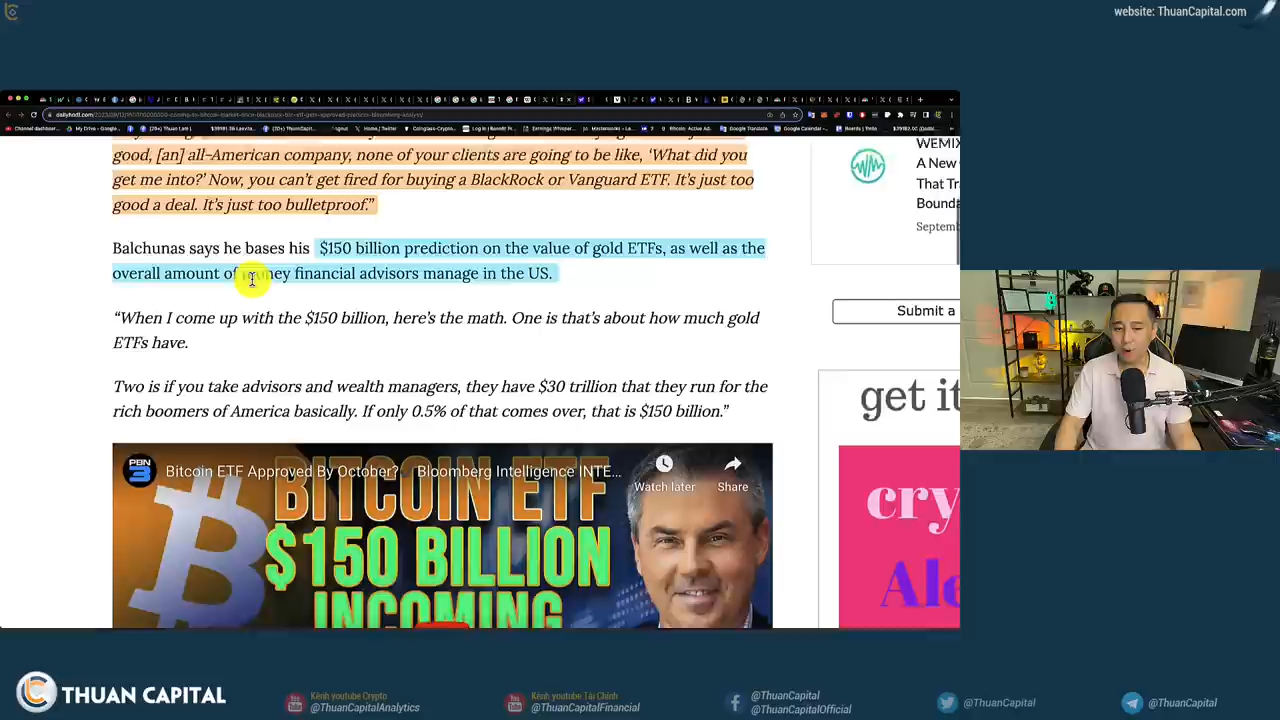 website: ThuanCapital.com
good, [an] all-American company, none of your clients are going to be like, ‘What did you
get me into?’ Now, you can’t get fired for buying a BlackRock or Vanguard ETF. It’s just too
good a deal. It’s just too bulletproof.”
Balchunas says he bases his $150 billion prediction on the value of gold ETFs, as well as the
overall amount of money financial advisors manage in the US.
“When I come up with the $150 billion, here’s the math. One is that’s about how much gold
ETFs have.
Two is if you take advisors and wealth managers, they have $30 trillion that they run for the
rich boomers of America basically. If only 0.5% of that comes over, that is $150 billion.”
PBN
3
Bitcoin ETF Approved By October? Bloomberg Intelligence INTE...
Watch later
Share
BITCOIN ETF
$150 BILLION
INCOMING
WEMIX
A New
That Tr
Bounda
Septem
Submit a
get it
cry
Ale
THUAN CAPITAL
Kênh youtube Crypto
@ThuanCapitalAnalytics
Kênh youtube Tài Chính
@ThuanCapitalFinancial
@ThuanCapital
@ThuanCapitalOfficial
@ThuanCapital
@ThuanCapital